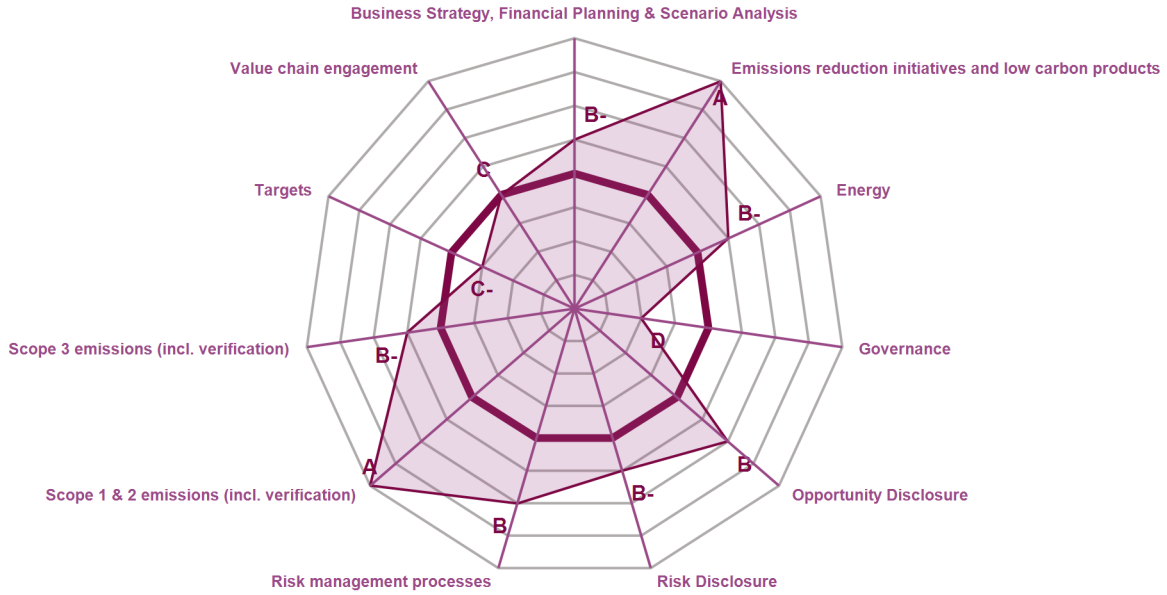 Business Strategy, Financial Planning & Scenario Analysis
Value chain engagement
Emissions reduction initiatives and low carbon products
A
B-
C
Targets
Energy
B-
C-
D
Scope 3 emissions (incl. verification)
B-
Governance
A
B
Scope 1 & 2 emissions (incl. verification)
B-
Opportunity Disclosure
B
Risk management processes
Risk Disclosure